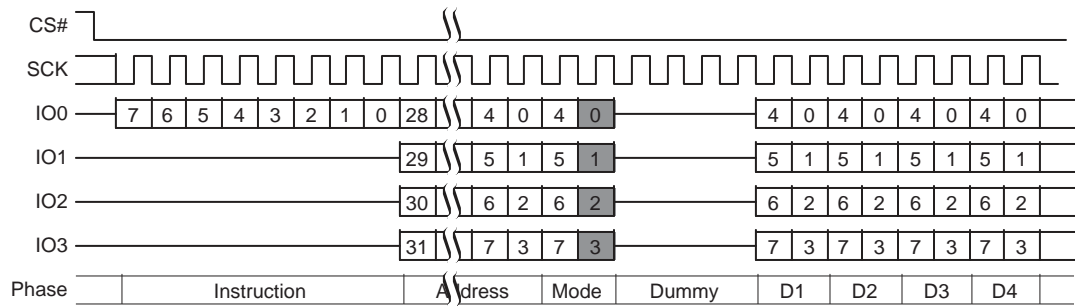 CS#
SCK
IO0 7 6 5 4 3 2 1 0 28 4 0 4 0 4 0 4 0 4 0 4 0
IO1 29 5 1 5 1 5 1 5 1 5 1 5 1
IO2 30 6 2 6 2 6 2 6 2 6 2 6 2
IO3 31 7 3 7 3 7 3 7 3 7 3 7 3
Phase Instruction Address Mode Dummy D1 D2 D3 D4